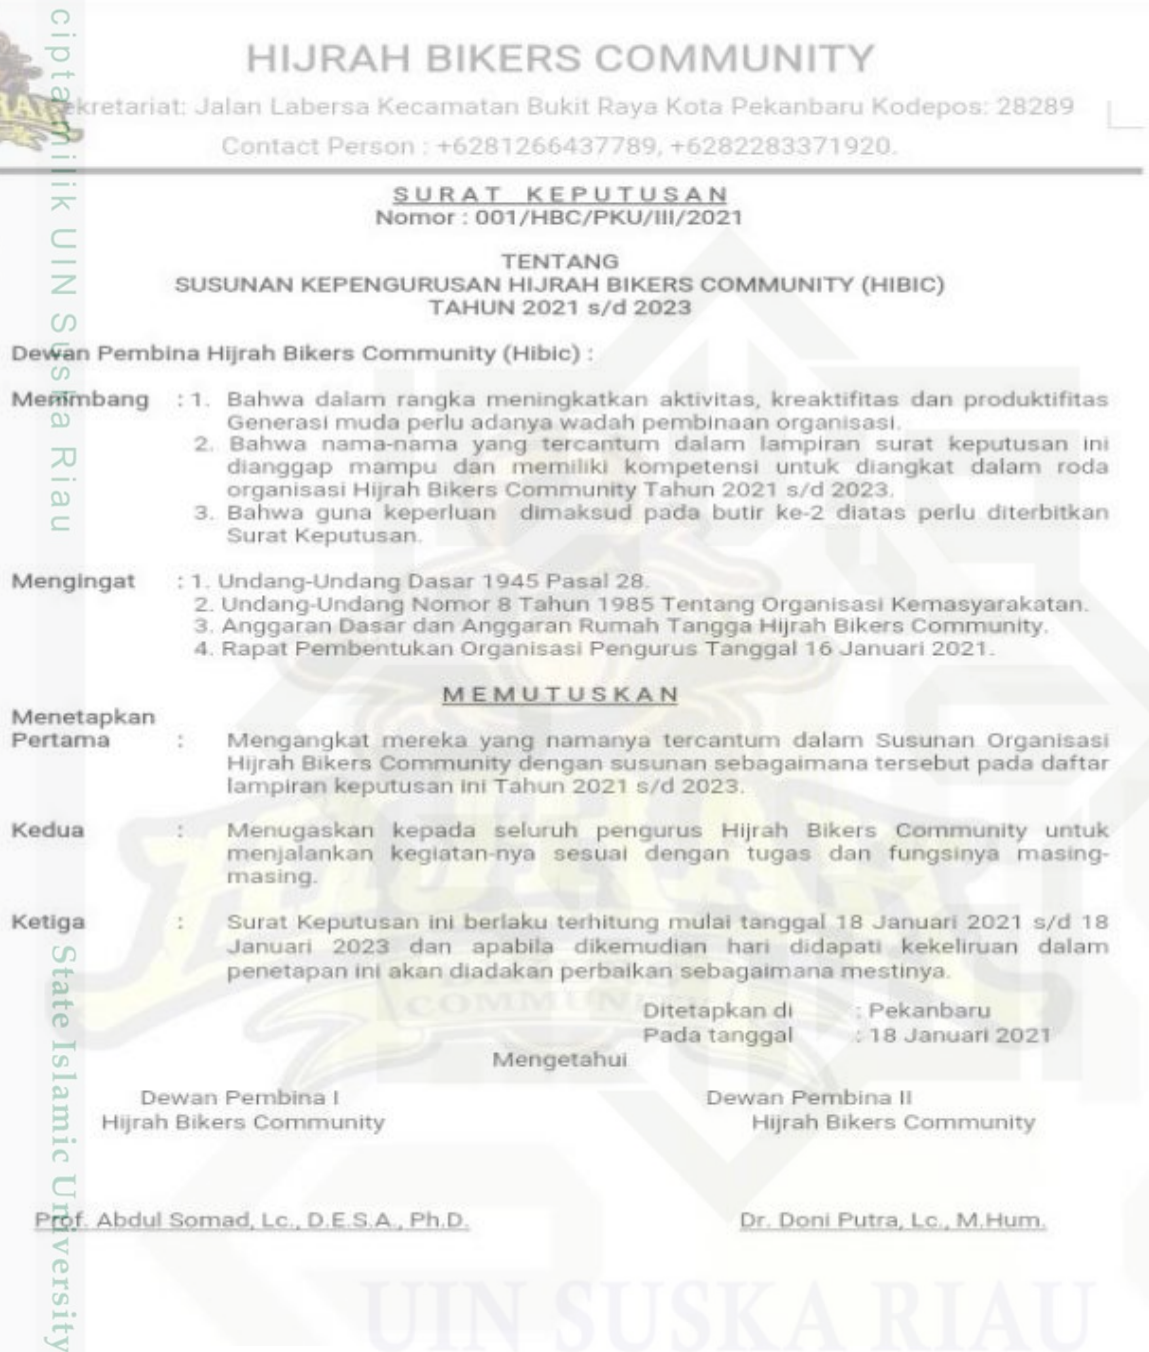 HIJRAH BIKERS COMMUNITY
ekretariat: Jalan Labersa Kecamatan Bukit Raya Kota Pekanbaru Kodepos: 28289
Contact Person : +6281266437789, +6282283371920.
SURAT KEPUTUSAN
Nomor : 001/HBC/PKU/III/2021
TENTANG
SUSUNAN KEPENGURUSAN HIJRAH BIKERS COMMUNITY (HIBIC)
TAHUN 2021 s/d 2023
Dewan Pembina Hijrah Bikers Community (Hibic) :
Menimbang : 1. Bahwa dalam rangka meningkatkan aktivitas, kreaktifitas dan produktifitas
Generasi muda perlu adanya wadah pembinaan organisasi.
2. Bahwa nama-nama yang tercantum dalam lampiran surat keputusan ini
dianggap mampu dan memiliki kompetensi untuk diangkat dalam roda
organisasi Hijrah Bikers Community Tahun 2021 s/d 2023.
3. Bahwa guna keperluan dimaksud pada butir ke-2 diatas perlu diterbitkan
Surat Keputusan.
Mengingat : 1. Undang-Undang Dasar 1945 Pasal 28.
2. Undang-Undang Nomor 8 Tahun 1985 Tentang Organisasi Kemasyarakatan.
3. Anggaran Dasar dan Anggaran Rumah Tangga Hijrah Bikers Community.
4. Rapat Pembentukan Organisasi Pengurus Tanggal 16 Januari 2021.
MEMUTUSKAN
Menetapkan
Pertama : Mengangkat mereka yang namanya tercantum dalam Susunan Organisasi
Hijrah Bikers Community dengan susunan sebagaimana tersebut pada daftar
lampiran keputusan ini Tahun 2021 s/d 2023.
Kedua : Menugaskan kepada seluruh pengurus Hijrah Bikers Community untuk
menjalankan kegiatan-nya sesuai dengan tugas dan fungsinya masing-
masing.
Ketiga : Surat Keputusan ini berlaku terhitung mulai tanggal 18 Januari 2021 s/d 18
Januari 2023 dan apabila dikemudian hari didapati kekeliruan dalam
penetapan ini akan diadakan perbaikan sebagaimana mestinya.
Ditetapkan di : Pekanbaru
Pada tanggal : 18 Januari 2021
Mengetahui
Dewan Pembina I Dewan Pembina II
Hijrah Bikers Community Hijrah Bikers Community
Prof. Abdul Somad, Lc., D.E.S.A., Ph.D. Dr. Doni Putra, Lc., M.Hum.
cipta milik UIN Suska Riau
State Islamic University
HIJRAH
COMMUNITY
UIN SUSKA RIAU